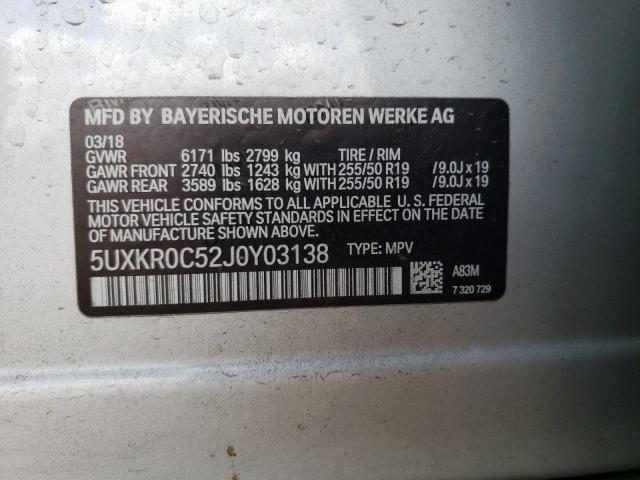 MFD BY BAYERISCHE MOTOREN WERKE AG
03/18
GVWR 6171 lbs 2799 kg TIRE / RIM
GAWR FRONT 2740 lbs 1243 kg WITH 255/50 R19 /9.0J x 19
GAWR REAR 3589 lbs 1628 kg WITH 255/50 R19 /9.0J x 19
THIS VEHICLE CONFORMS TO ALL APPLICABLE U. S. FEDERAL
MOTOR VEHICLE SAFETY STANDARDS IN EFFECT ON THE DATE OF
MANUFACTURE SHOWN ABOVE.
5UXKR0C52J0Y03138 TYPE: MPV
A83M
7 320 729